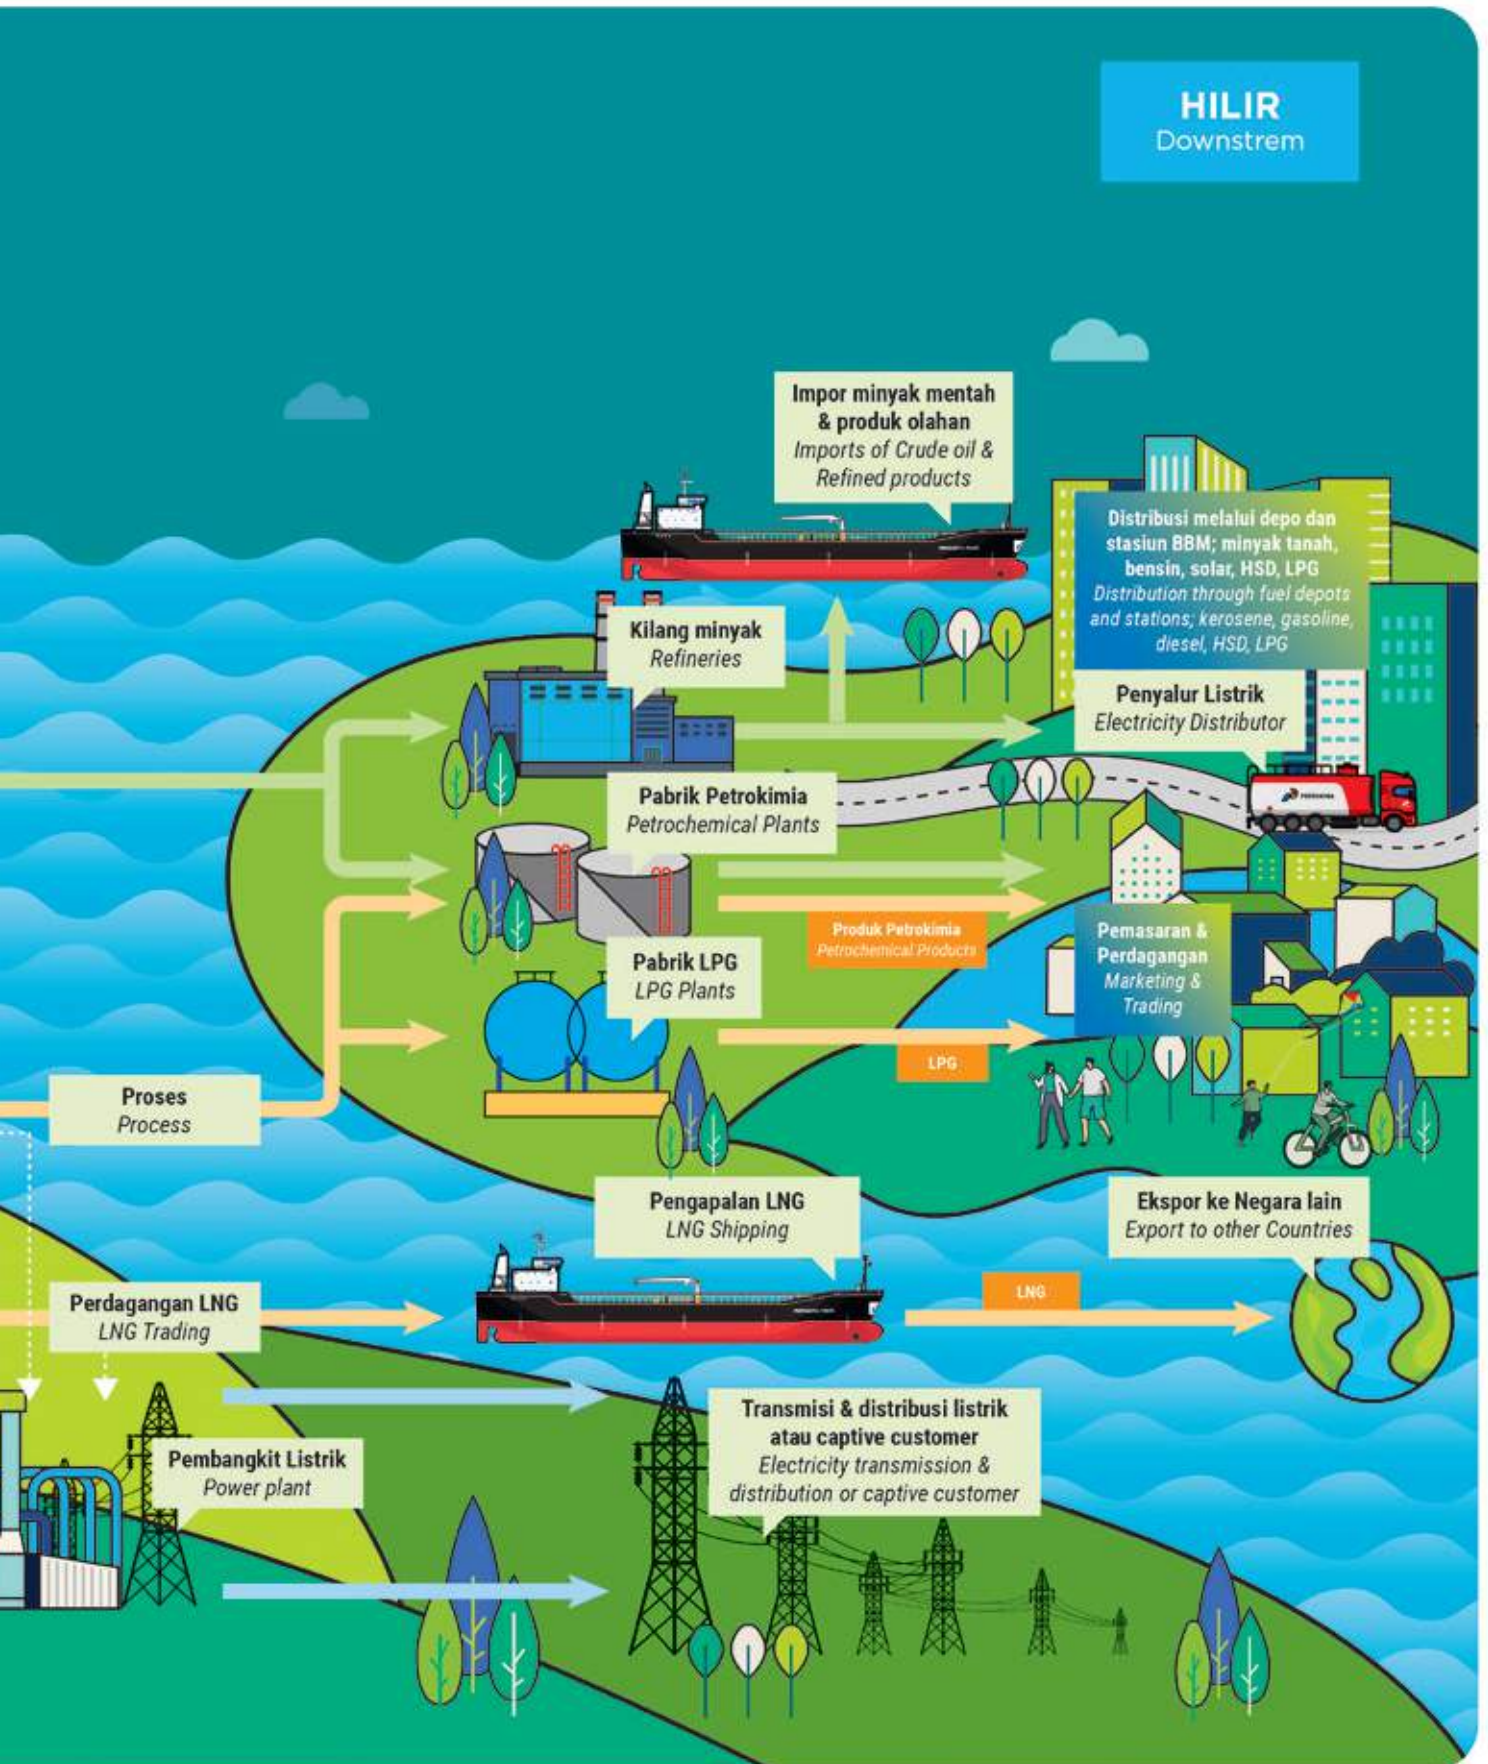 HILIR
Downstrem
Impor minyak mentah
& produk olahan
Imports of Crude oil &
Refined products
Distribusi melalui depo dan
stasiun BBM; minyak tanah,
bensin, solar, HSD, LPG
Distribution through fuel depots
and stations; kerosene, gasoline,
diesel, HSD, LPG
Kilang minyak
Refineries
Penyalur Listrik
Electricity Distributor
PERTAMINA
Pabrik Petrokimia
Petrochemical Plants
Produk Petrokimia
Petrochemical Products
Pemasaran &
Perdagangan
Marketing &
Trading
Pabrik LPG
LPG Plants
LPG
Proses
Process
Pengapalan LNG
LNG Shipping
Ekspor ke Negara lain
Export to other Countries
LNG
Perdagangan LNG
LNG Trading
Transmisi & distribusi listrik
atau captive customer
Electricity transmission &
distribution or captive customer
Pembangkit Listrik
Power plant